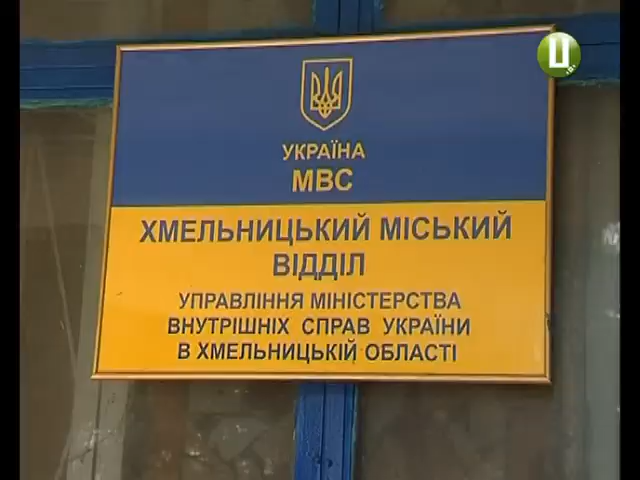 Ц
УКРАЇНА
МВС
ХМЕЛЬНИЦЬКИЙ МІСЬКИЙ
ВІДДІЛ
УПРАВЛІННЯ МІНІСТЕРСТВА
ВНУТРІШНІХ СПРАВ УКРАЇНИ
В ХМЕЛЬНИЦЬКІЙ ОБЛАСТІ